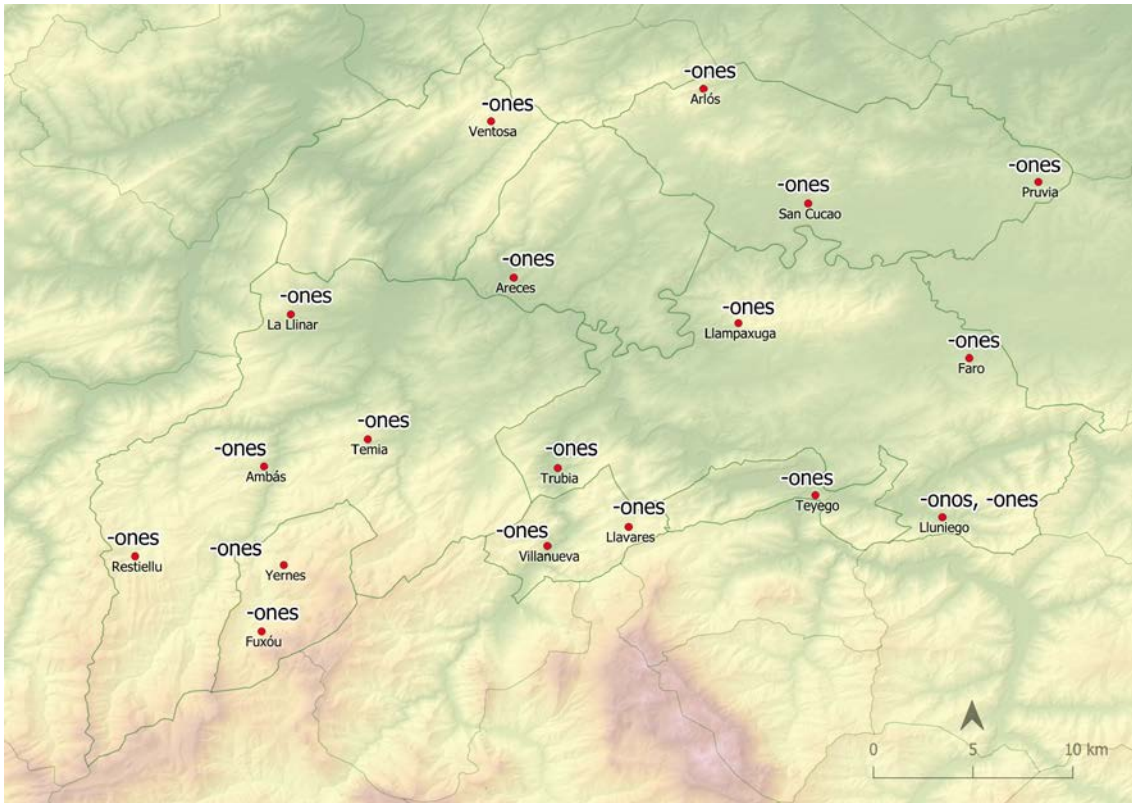 -ones
Arlós
-ones
Ventosa
-ones
Pruvia
-ones
San Cucao
-ones
Areces
-ones
La Llinar
-ones
Llampaxuga
-ones
Faro
-ones
Temia
-ones
Ambás
-ones
Trubia
-ones
Teyego
-onos, -ones
Lluniego
-ones
Llavares
-ones
Villanueva
-ones
Restiellu
-ones
Yernes
-ones
Fuxóu
0 5 10 km